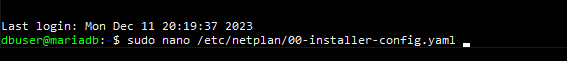 Last login: Mon Dec 11 20:19:37 2023
dbuser@mariadb:~$ sudo nano /etc/netplan/00-installer-config.yaml